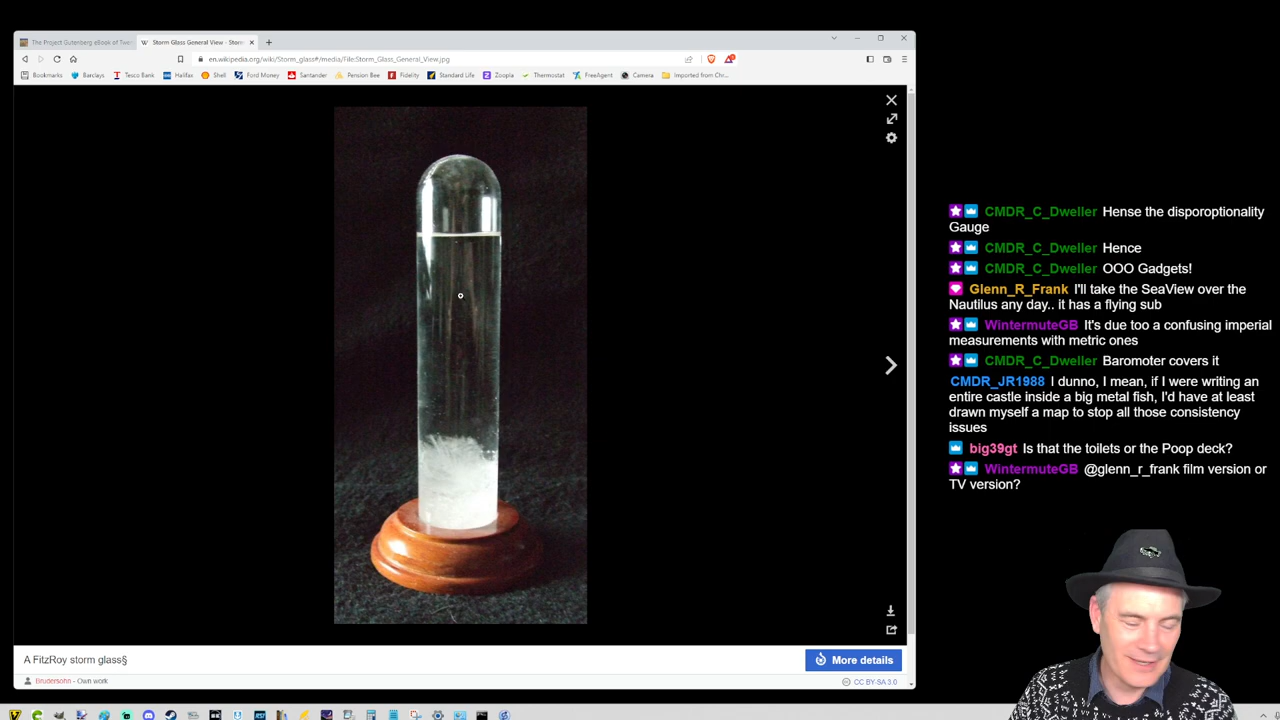 The Project Gutenberg eBook of Twe
Storm Glass General View - Storm
en.wikipedia.org/wiki/Storm_glass#/media/File:Storm_Glass_General_View.jpg
Bookmarks Barclays Tesco Bank Halifax Shell Ford Money Santander Pension Bee Fidelity Standard Life Zoopla Thermostat FreeAgent Camera Imported from Chr...
CMDR_C_Dweller Hense the disporoptionality
Gauge
CMDR_C_Dweller Hence
CMDR_C_Dweller OOO Gadgets!
Glenn_R_Frank I'll take the SeaView over the
Nautilus any day.. it has a flying sub
WintermuteGB It's due too a confusing imperial
measurements with metric ones
CMDR_C_Dweller Baromoter covers it
CMDR_JR1988 I dunno, I mean, if I were writing an
entire castle inside a big metal fish, I'd have at least
drawn myself a map to stop all those consistency
issues
big39gt Is that the toilets or the Poop deck?
WintermuteGB @glenn_r_frank film version or
TV version?
A FitzRoy storm glass§
More details
Brudersohn - Own work
CC BY-SA 3.0